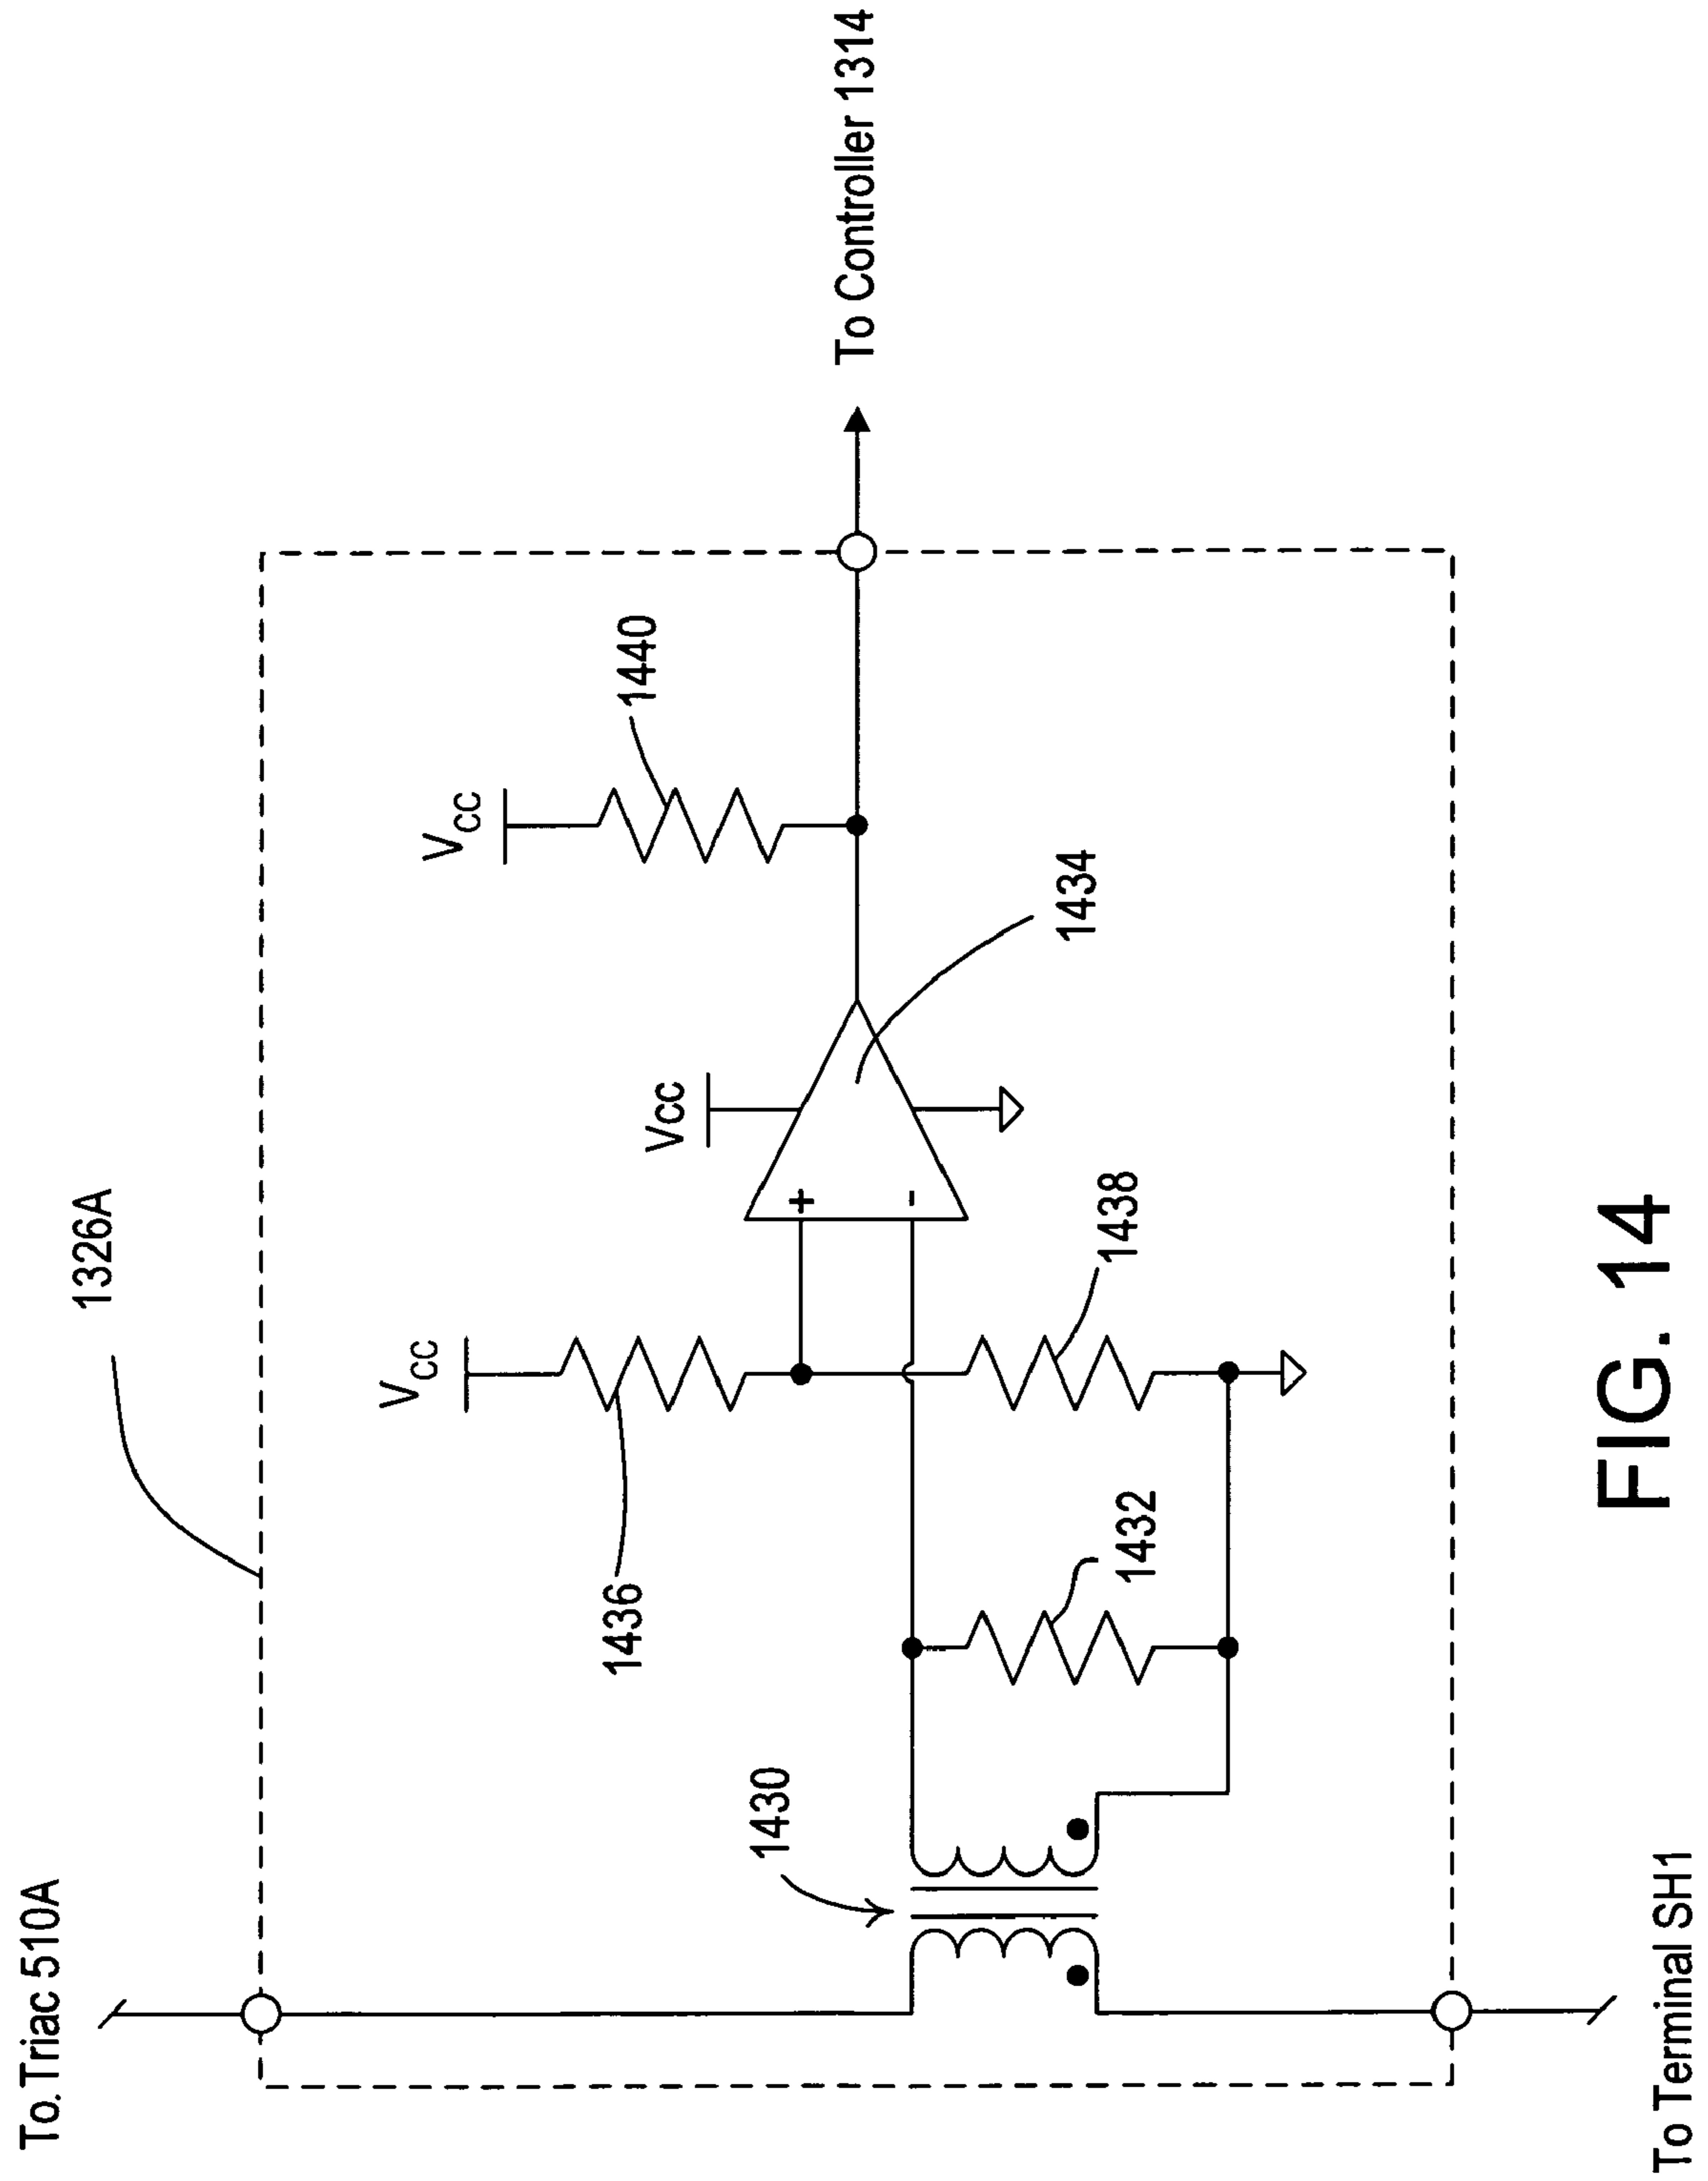 To.Triac 510A
1326A
VCC
1436
VCC
1440
Vcc
To Controller 1314
1430
+
-
1434
1432
1438
To Terminal SH1
FIG. 14